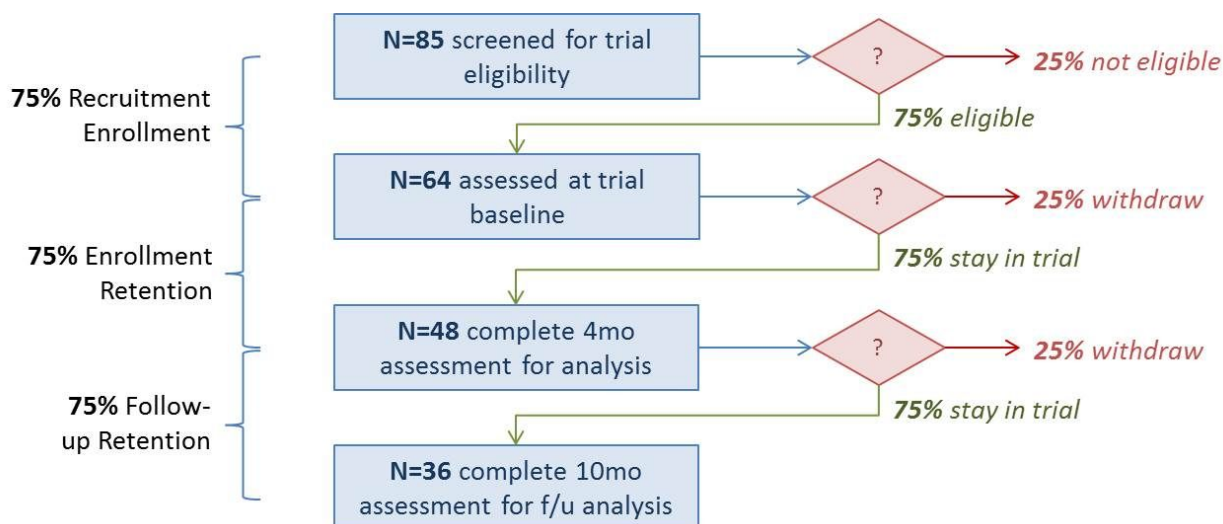 N=85 screened for trial
eligibility
?
25% not eligible
75% Recruitment
Enrollment
75% eligible
N=64 assessed at trial
baseline
?
25% withdraw
75% Enrollment
Retention
75% stay in trial
N=48 complete 4mo
assessment for analysis
?
25% withdraw
75% Follow-
up Retention
75% stay in trial
N=36 complete 10mo
assessment for f/u analysis